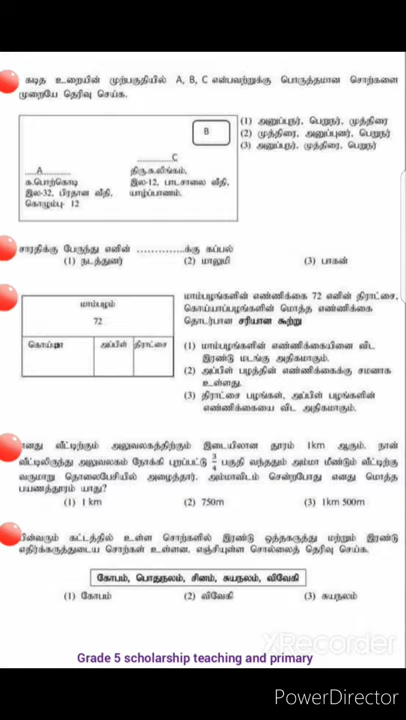 கடித உறையின் முற்பகுதியில் A, B, C என்பவற்றுக்கு பொருத்தமான சொற்களை
முறையே தெரிவு செய்க.
B
(1) அனுப்புநர், பெறுநர், முத்திரை
(2) முத்திரை, அனுப்புனர், பெறுநர்
(3) அனுப்புநர், முத்திரை, பெறுநர்
A
க.பொற்கொடி
இல-32, பிரதான வீதி,
கொழும்பு- 12
C
திரு.சு.லிங்கம்,
இல-12, பாடசாலை வீதி,
யாழ்ப்பாணம்.
சாரதிக்கு பேருந்து எனின் .............க்கு கப்பல்
(1) நடத்துனர் (2) மாலுமி (3) பாகன்
மாம்பழம்
72
கொய்யா அப்பிள் திராட்சை
மாம்பழங்களின் எண்ணிக்கை 72 எனின் திராட்சை,
கொய்யாப்பழங்களின் மொத்த எண்ணிக்கை
தொடர்பான சரியான கூற்று
(1) மாம்பழங்களின் எண்ணிக்கையினை விட
இரண்டு மடங்கு அதிகமாகும்.
(2) அப்பிள் பழத்தின் எண்ணிக்கைக்கு சமனாக
உள்ளது.
(3) திராட்சை பழங்கள், அப்பிள் பழங்களின்
எண்ணிக்கையை விட அதிகமாகும்.
னது வீட்டிற்கும் அலுவலகத்திற்கும் இடையிலான தூரம் 1km ஆகும். நான்
வீட்டிலிருந்து அலுவலகம் நோக்கி புறப்பட்டு 3/4 பகுதி வந்ததும் அம்மா மீண்டும் வீட்டிற்கு
வருமாறு தொலைபேசியில் அழைத்தார். அம்மாவிடம் சென்றபோது எனது மொத்த
பயணத்தூரம் யாது?
(1) 1 km (2) 750m (3) 1km 500m
பின்வரும் கட்டத்தில் உள்ள சொற்களில் இரண்டு ஒத்தகருத்து மற்றும் இரண்டு
எதிர்க்கருத்துடைய சொற்கள் உள்ளன. எஞ்சியுள்ள சொல்லைத் தெரிவு செய்க.
கோபம், பொதுநலம், சினம், சுயநலம், விவேகி
(1) கோபம் (2) விவேகி (3) சுயநலம்
XRecorder
Grade 5 scholarship teaching and primary
PowerDirector